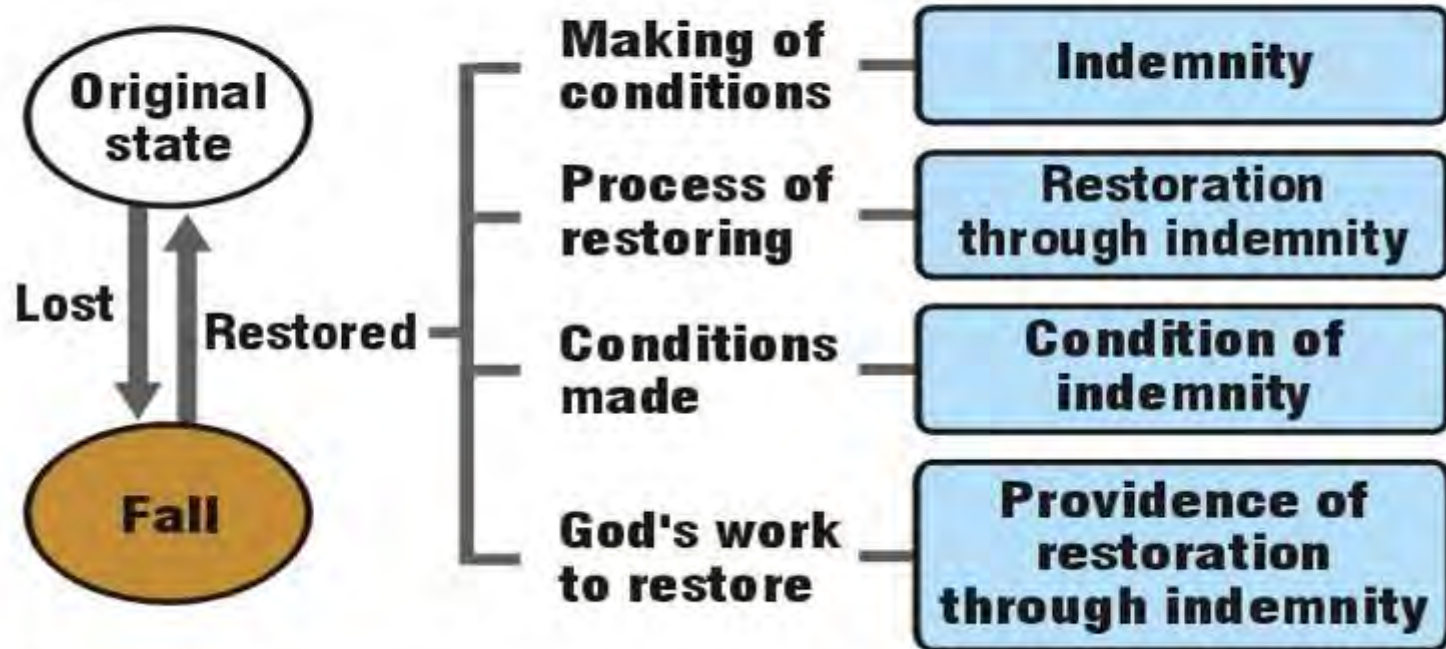 Original
state
Lost
Restored
Fall
Making of
conditions
Indemnity
Process of
restoring
Restoration
through indemnity
Conditions
made
Condition of
indemnity
God's work
to restore
Providence of
restoration
through indemnity